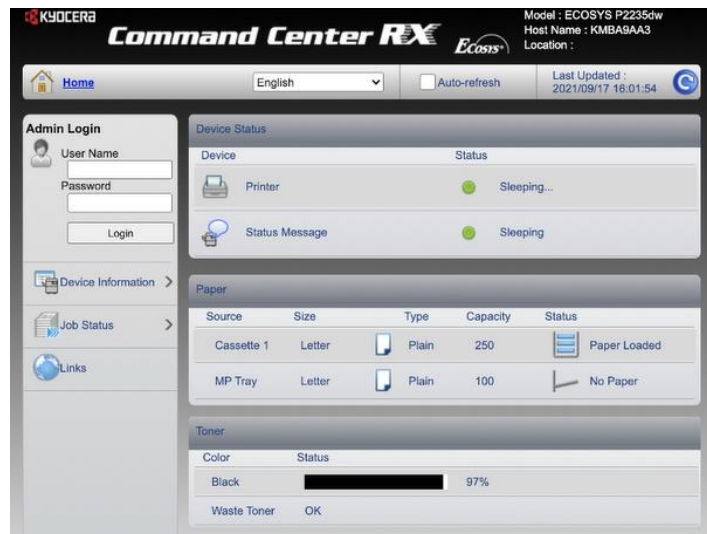 KYOCERA
Command Center RX
ECOSYS
Model : ECOSYS P2235dw
Host Name : KMBA9AA3
Location :
Home
English
Auto-refresh
Last Updated :
2021/09/17 16:01:54
Admin Login
User Name
Password
Login
Device Information
Job Status
Links
Device Status
Device Status
Printer Sleeping...
Status Message Sleeping
Paper
Source Size Type Capacity Status
Cassette 1 Letter Plain 250 Paper Loaded
MP Tray Letter Plain 100 No Paper
Toner
Color Status
Black 97%
Waste Toner OK